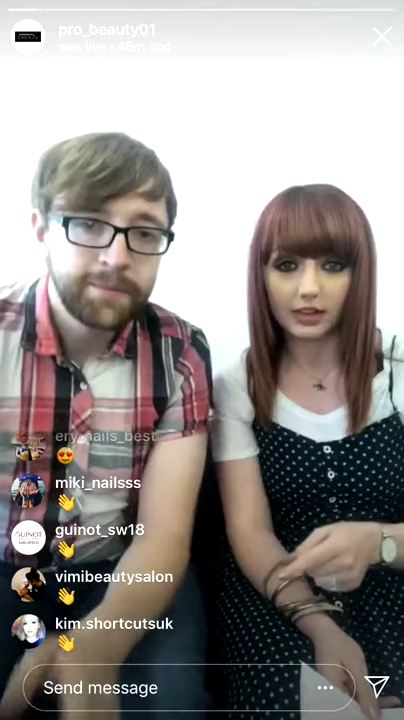 pro_beauty01
was live · 48m ago
ery_nails_best
miki_nailsss
guinot_sw18
GUINOT
vimibeautysalon
kim.shortcutsuk
Send message